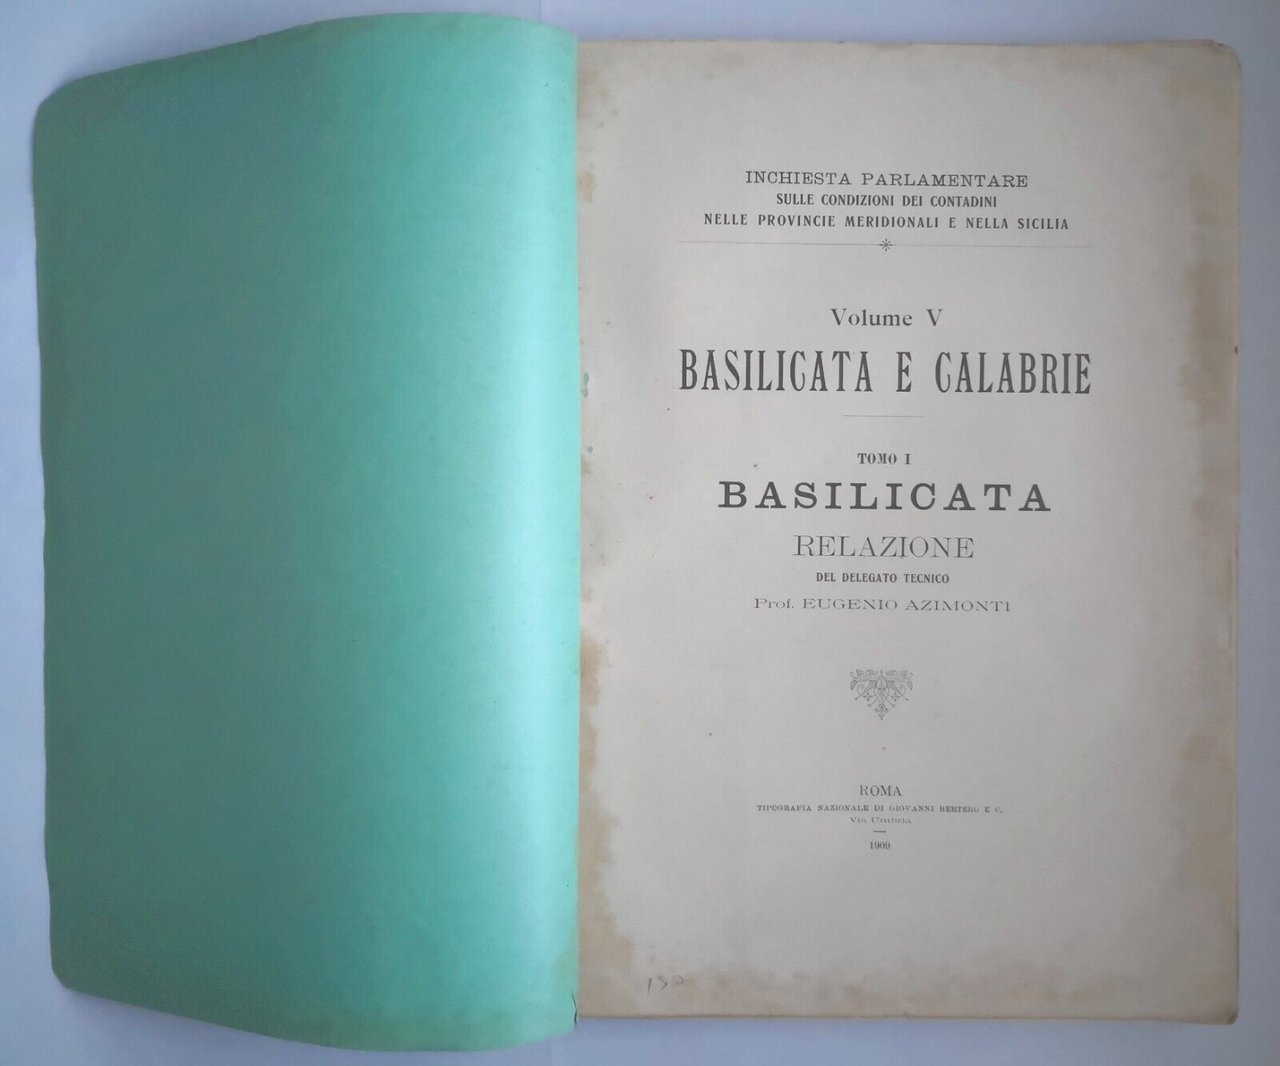 INCHIESTA PARLAMENTARE
SULLE CONDIZIONI DEI CONTADINI
NELLE PROVINCIE MERIDIONALI E NELLA SICILIA
Volume V
BASILICATA E CALABRIE
TOMO I
BASILICATA
RELAZIONE
DEL DELEGATO TECNICO
Prof. EUGENIO AZIMONTI
ROMA
TIPOGRAFIA NAZIONALE DI GIOVANNI BERTERO E C.
Via Umbria
1909
150